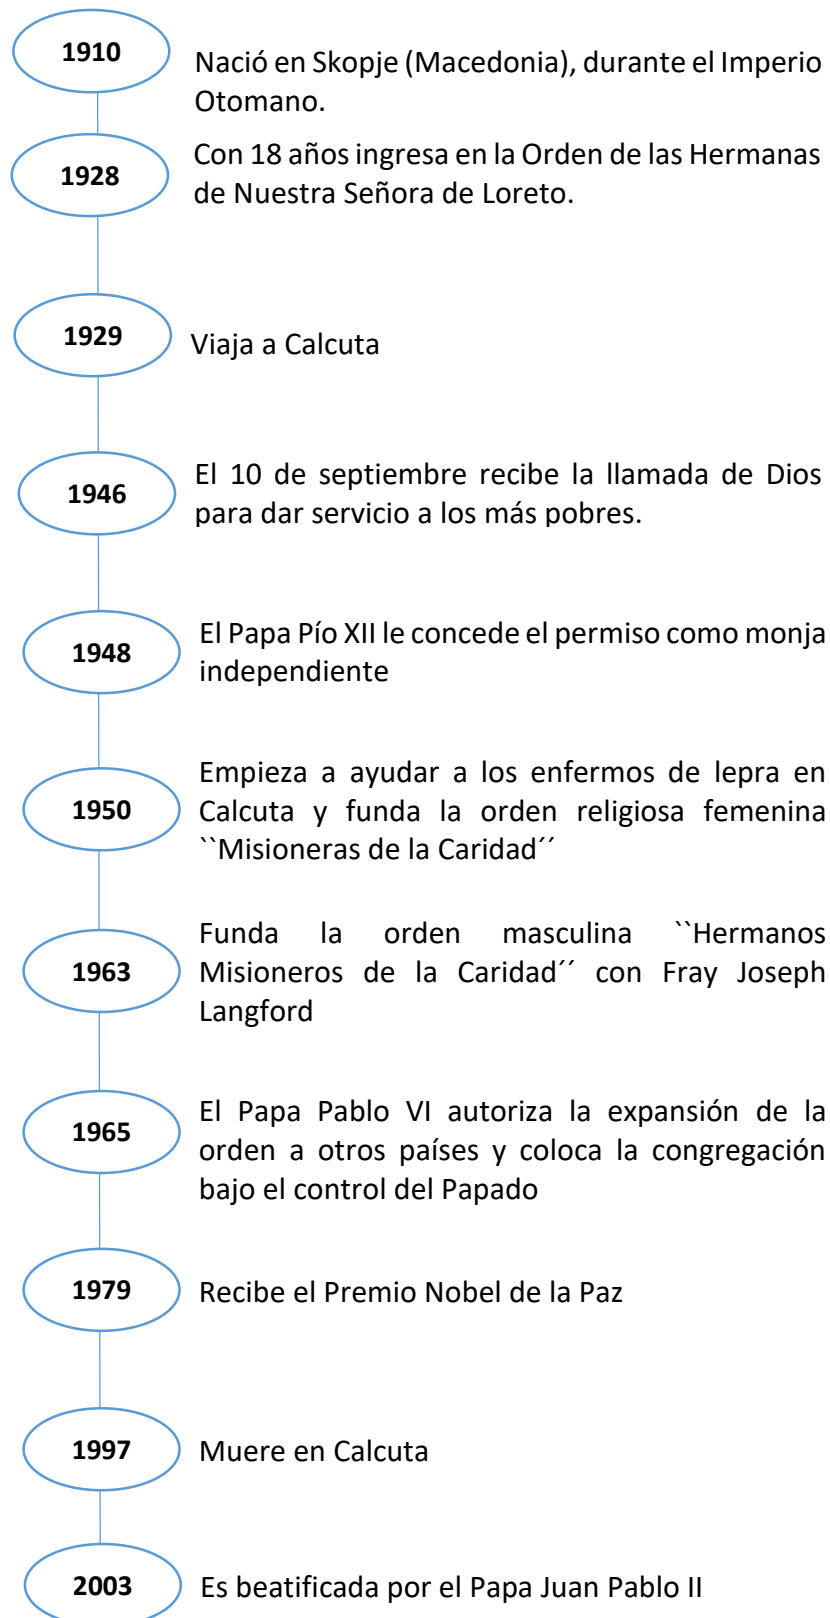 1910
Nació en Skopje (Macedonia), durante el Imperio
Otomano.
1928
Con 18 años ingresa en la Orden de las Hermanas
de Nuestra Señora de Loreto.
1929
Viaja a Calcuta
1946
El 10 de septiembre recibe la llamada de Dios
para dar servicio a los más pobres.
1948
El Papa Pío XII le concede el permiso como monja
independiente
1950
Empieza a ayudar a los enfermos de lepra en
Calcuta y funda la orden religiosa femenina
``Misioneras de la Caridad´´
1963
Funda la orden masculina ``Hermanos
Misioneros de la Caridad´´ con Fray Joseph
Langford
1965
El Papa Pablo VI autoriza la expansión de la
orden a otros países y coloca la congregación
bajo el control del Papado
1979
Recibe el Premio Nobel de la Paz
1997
Muere en Calcuta
2003
Es beatificada por el Papa Juan Pablo II